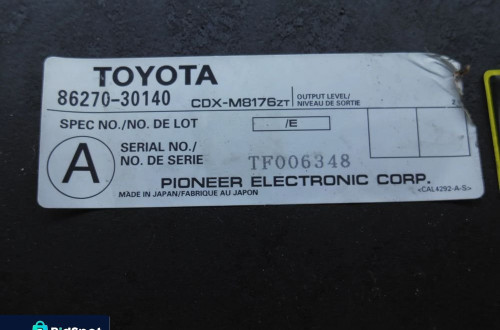 TOYOTA
86270-30140 CDX-M8176ZT
OUTPUT LEVEL/
NIVEAU DE SORTIE
SPEC NO./NO. DE LOT /E
A
SERIAL NO./
NO. DE SERIE TF006348
PIONEER ELECTRONIC CORP.
MADE IN JAPAN/FABRIQUE AU JAPON
<CAL4292-A-S>
BidSpot